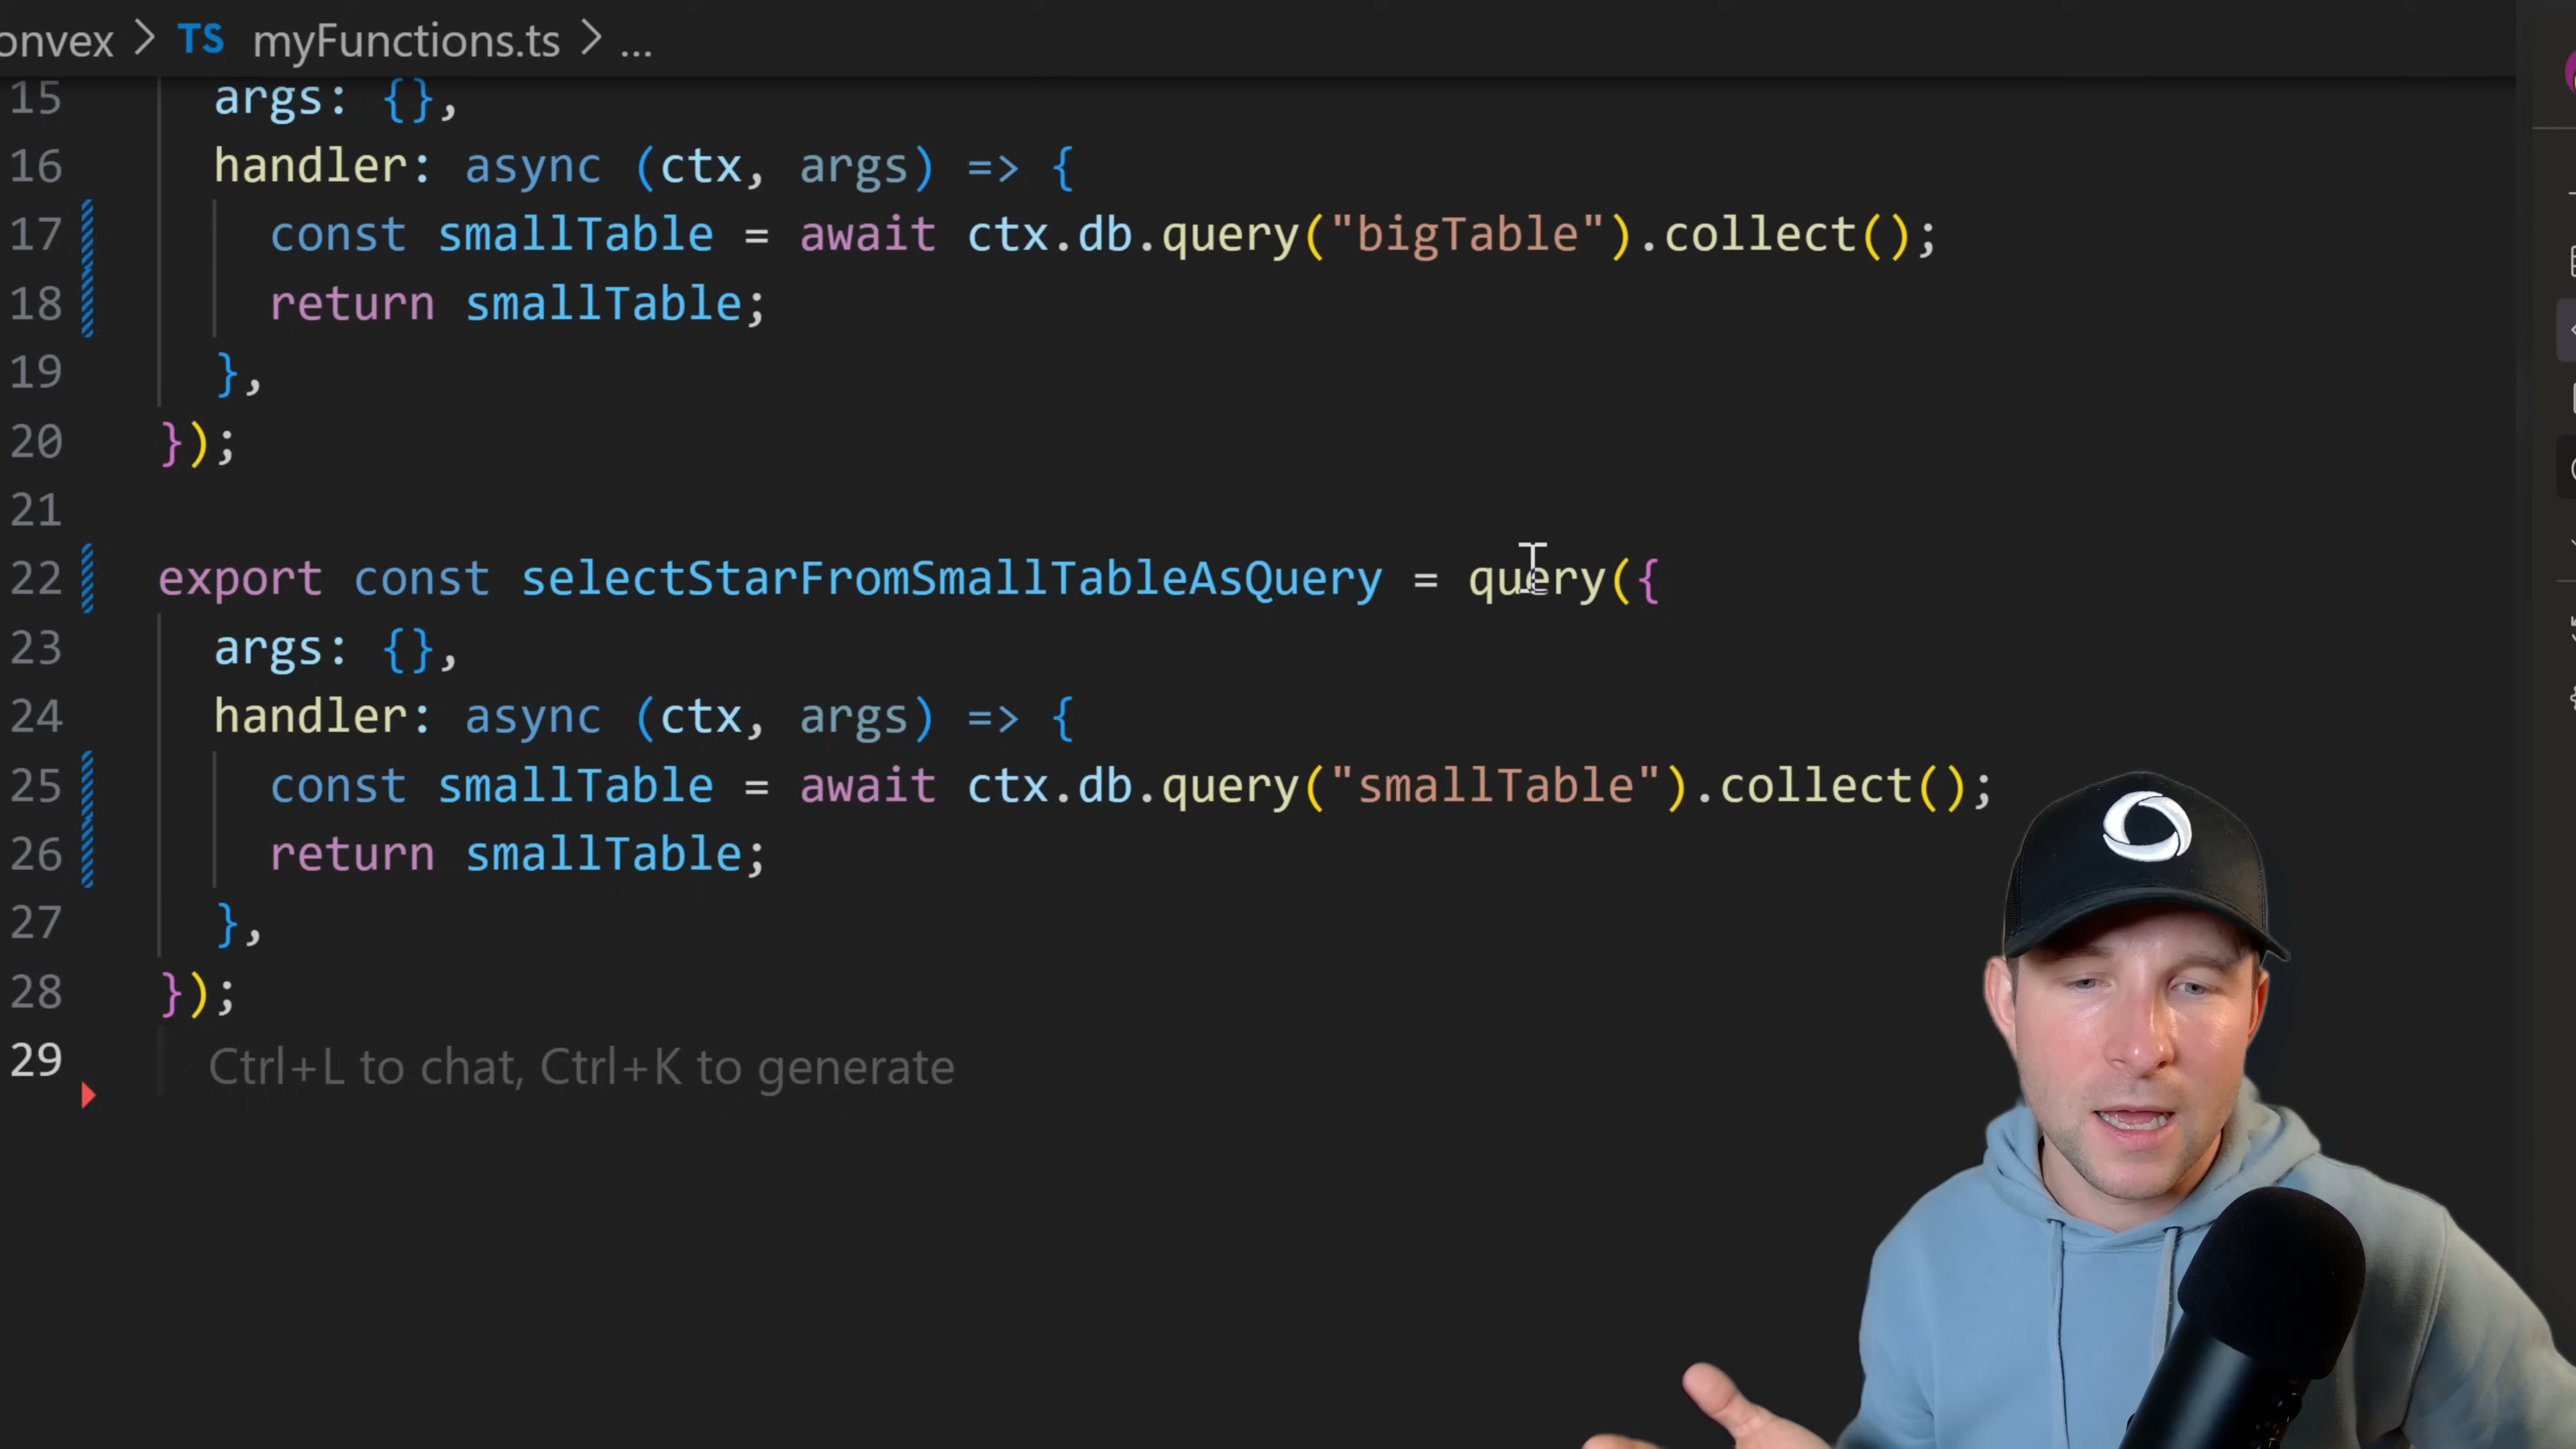 onvex > TS myFunctions.ts > ...
15 args: {},
16 handler: async (ctx, args) => {
17 const smallTable = await ctx.db.query("bigTable").collect();
18 return smallTable;
19 },
20 });
21
22 export const selectStarFromSmallTableAsQuery = query({
23 args: {},
24 handler: async (ctx, args) => {
25 const smallTable = await ctx.db.query("smallTable").collect();
26 return smallTable;
27 },
28 });
29 Ctrl+L to chat, Ctrl+K to generate